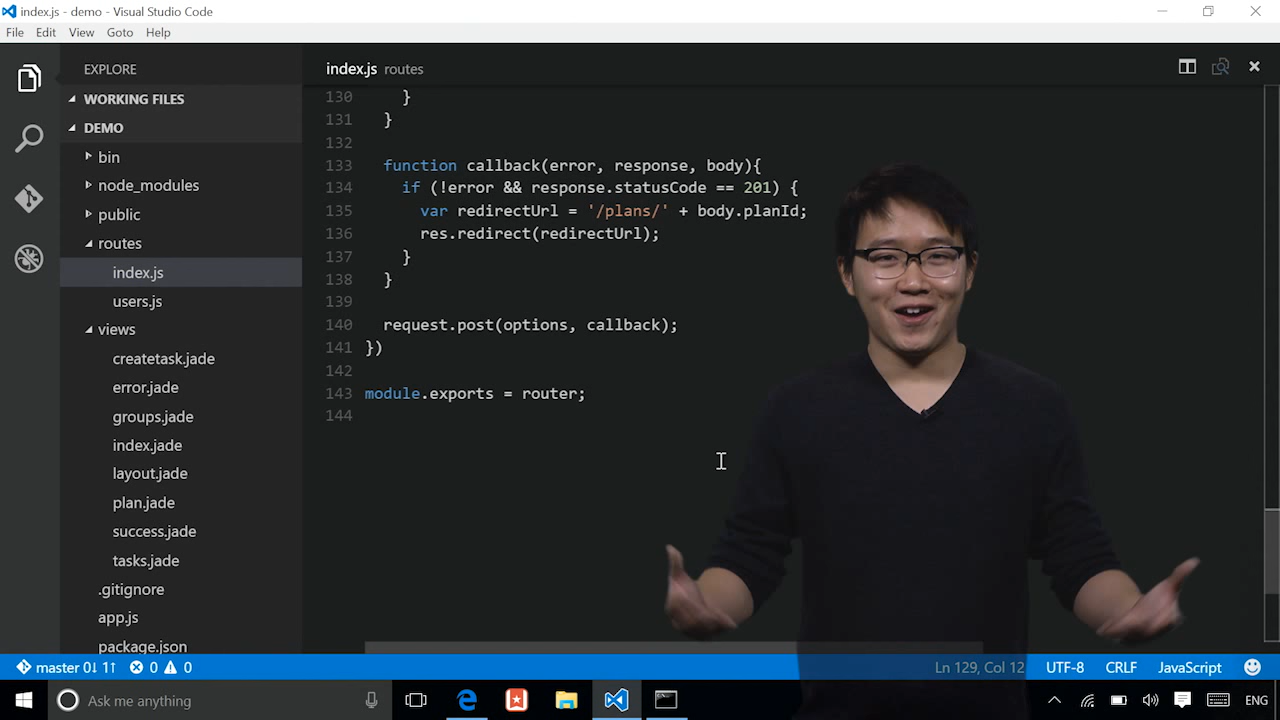 index.js - demo - Visual Studio Code
File Edit View Goto Help
EXPLORE
WORKING FILES
DEMO
bin
node_modules
public
routes
index.js
users.js
views
createtask.jade
error.jade
groups.jade
index.jade
layout.jade
plan.jade
success.jade
tasks.jade
.gitignore
app.js
package.json
index.js routes
130 }
131 }
132
133 function callback(error, response, body){
134 if (!error && response.statusCode == 201) {
135 var redirectUrl = '/plans/' + body.planId;
136 res.redirect(redirectUrl);
137 }
138 }
139
140 request.post(options, callback);
141 })
142
143 module.exports = router;
144
master 0↓ 1↑ 0 0 Ln 129, Col 12 UTF-8 CRLF JavaScript
Ask me anything ENG